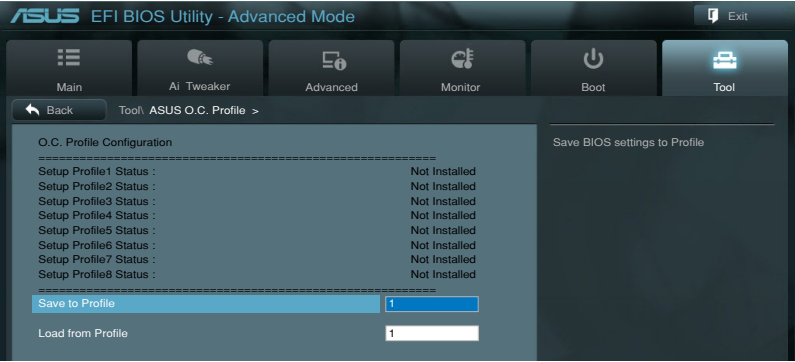 ASUS EFI BIOS Utility - Advanced Mode Exit
Main Ai Tweaker Advanced Monitor Boot Tool
Back Tool\ ASUS O.C. Profile >
O.C. Profile Configuration
Save BIOS settings to Profile
==========================================================
Setup Profile1 Status : Not Installed
Setup Profile2 Status : Not Installed
Setup Profile3 Status : Not Installed
Setup Profile4 Status : Not Installed
Setup Profile5 Status : Not Installed
Setup Profile6 Status : Not Installed
Setup Profile7 Status : Not Installed
Setup Profile8 Status : Not Installed
==========================================================
Save to Profile 1
Load from Profile 1